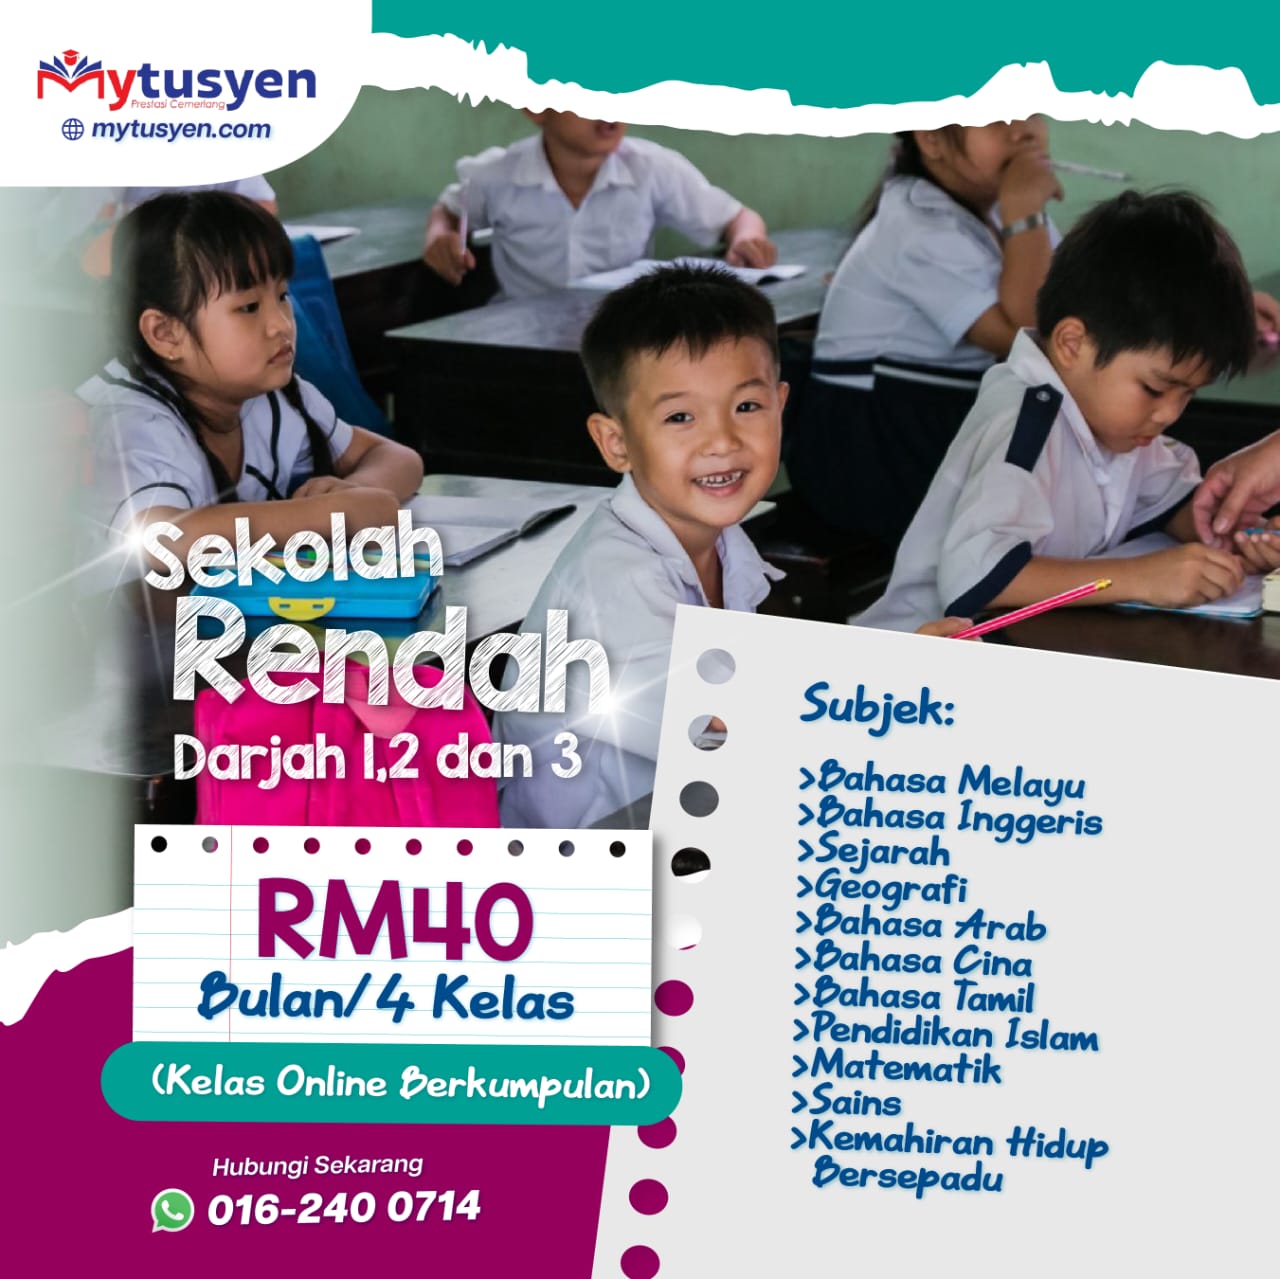 Mytusyen
Prestasi Cemerlang
mytusyen.com
Sekolah
Rendah
Darjah 1,2 dan 3
RM40
Bulan/4 Kelas
(Kelas Online Berkumpulan)
Hubungi Sekarang
016-240 0714
Subjek:
>Bahasa Melayu
>Bahasa Inggeris
>Sejarah
>Geografi
>Bahasa Arab
>Bahasa Cina
>Bahasa Tamil
>Pendidikan Islam
>Matematik
>Sains
>Kemahiran Hidup
Bersepadu